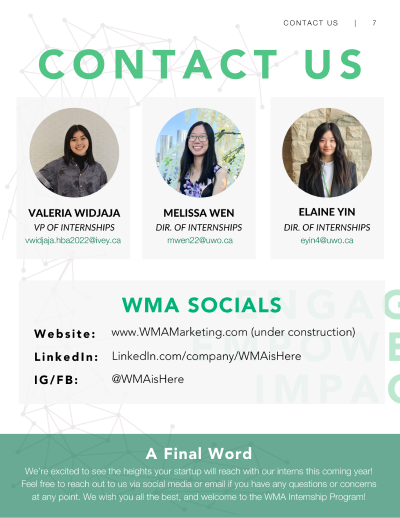 CONTACT US | 7
CONTACT US
VALERIA WIDJAJA
VP OF INTERNSHIPS
vwidjaja.hba2022@ivey.ca
MELISSA WEN
DIR. OF INTERNSHIPS
mwen22@uwo.ca
ELAINE YIN
DIR. OF INTERNSHIPS
eyin4@uwo.ca
ENGAG
EMPOWE
IMPAC
WMA SOCIALS
Website: www.WMAMarketing.com (under construction)
LinkedIn: LinkedIn.com/company/WMAisHere
IG/FB: @WMAisHere
A Final Word
We're excited to see the heights your startup will reach with our interns this coming year!
Feel free to reach out to us via social media or email if you have any questions or concerns
at any point. We wish you all the best, and welcome to the WMA Internship Program!